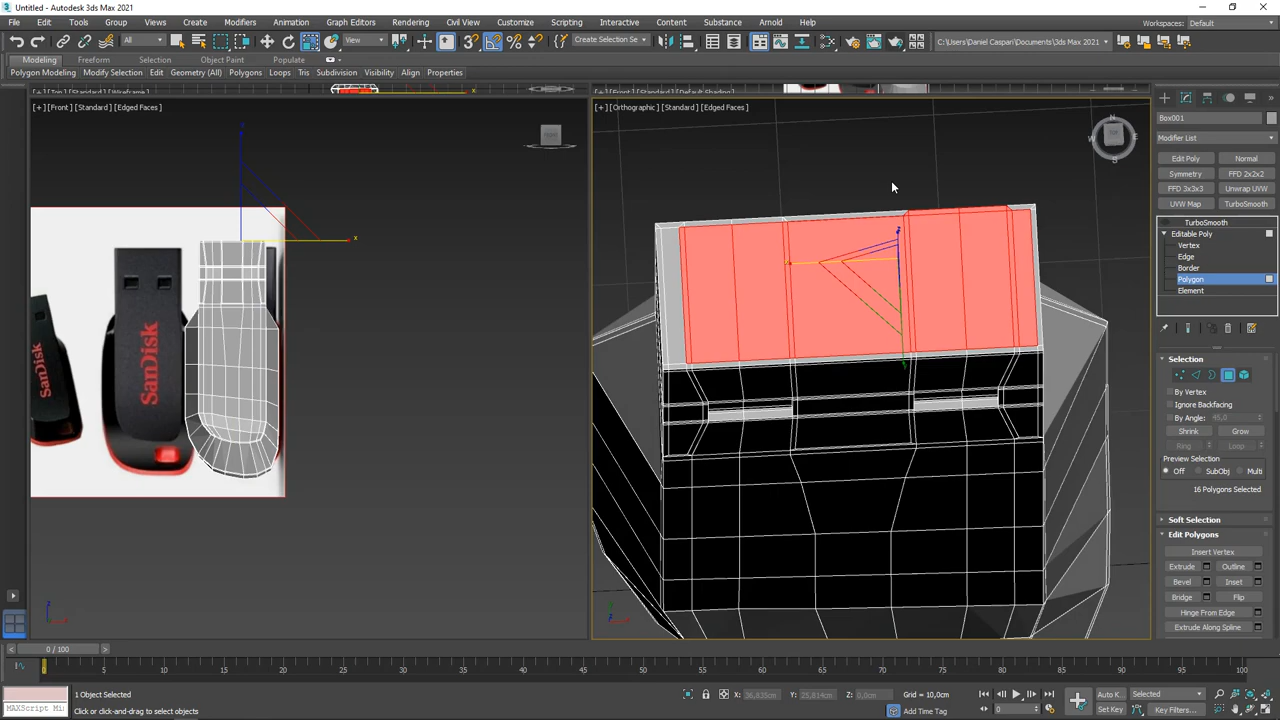 Untitled - Autodesk 3ds Max 2021
File Edit Tools Group Views Create Modifiers Animation Graph Editors Rendering Civil View Customize Scripting Interactive Content Substance Arnold Help
Workspaces: Default
All View Create Selection Se C:\Users\Daniel Caspari\Documents\3ds Max 2021
Modeling Freeform Selection Object Paint Populate
Polygon Modeling Modify Selection Edit Geometry (All) Polygons Loops Tris Subdivision Visibility Align Properties
[+] [Front] [Standard] [Edged Faces]
[+] [Orthographic] [Standard] [Edged Faces]
Box001
Modifier List
Edit Poly Normal
Symmetry FFD 2x2x2
FFD 3x3x3 Unwrap UVW
UVW Map TurboSmooth
TurboSmooth
Editable Poly
Vertex
Edge
Border
Polygon
Element
Selection
By Vertex
Ignore Backfacing
By Angle: 45,0
Shrink Grow
Ring Loop
Preview Selection
Off SubObj Multi
16 Polygons Selected
Soft Selection
Edit Polygons
Insert Vertex
Extrude Outline
Bevel Inset
Bridge Flip
Hinge From Edge
Extrude Along Spline
SanDisk
SanDisk
x
z
N
W
E
S
0 / 100
0 5 10 15 20 25 30 35 40 45 50 55 60 65 70 75 80 85 90 95 100
1 Object Selected
Click or click-and-drag to select objects
MAXScript Mi
X: 36,835cm Y: 25,814cm Z: 0,0cm Grid = 10,0cm
Add Time Tag
Auto K. Selected
Set Key Key Filters...
0